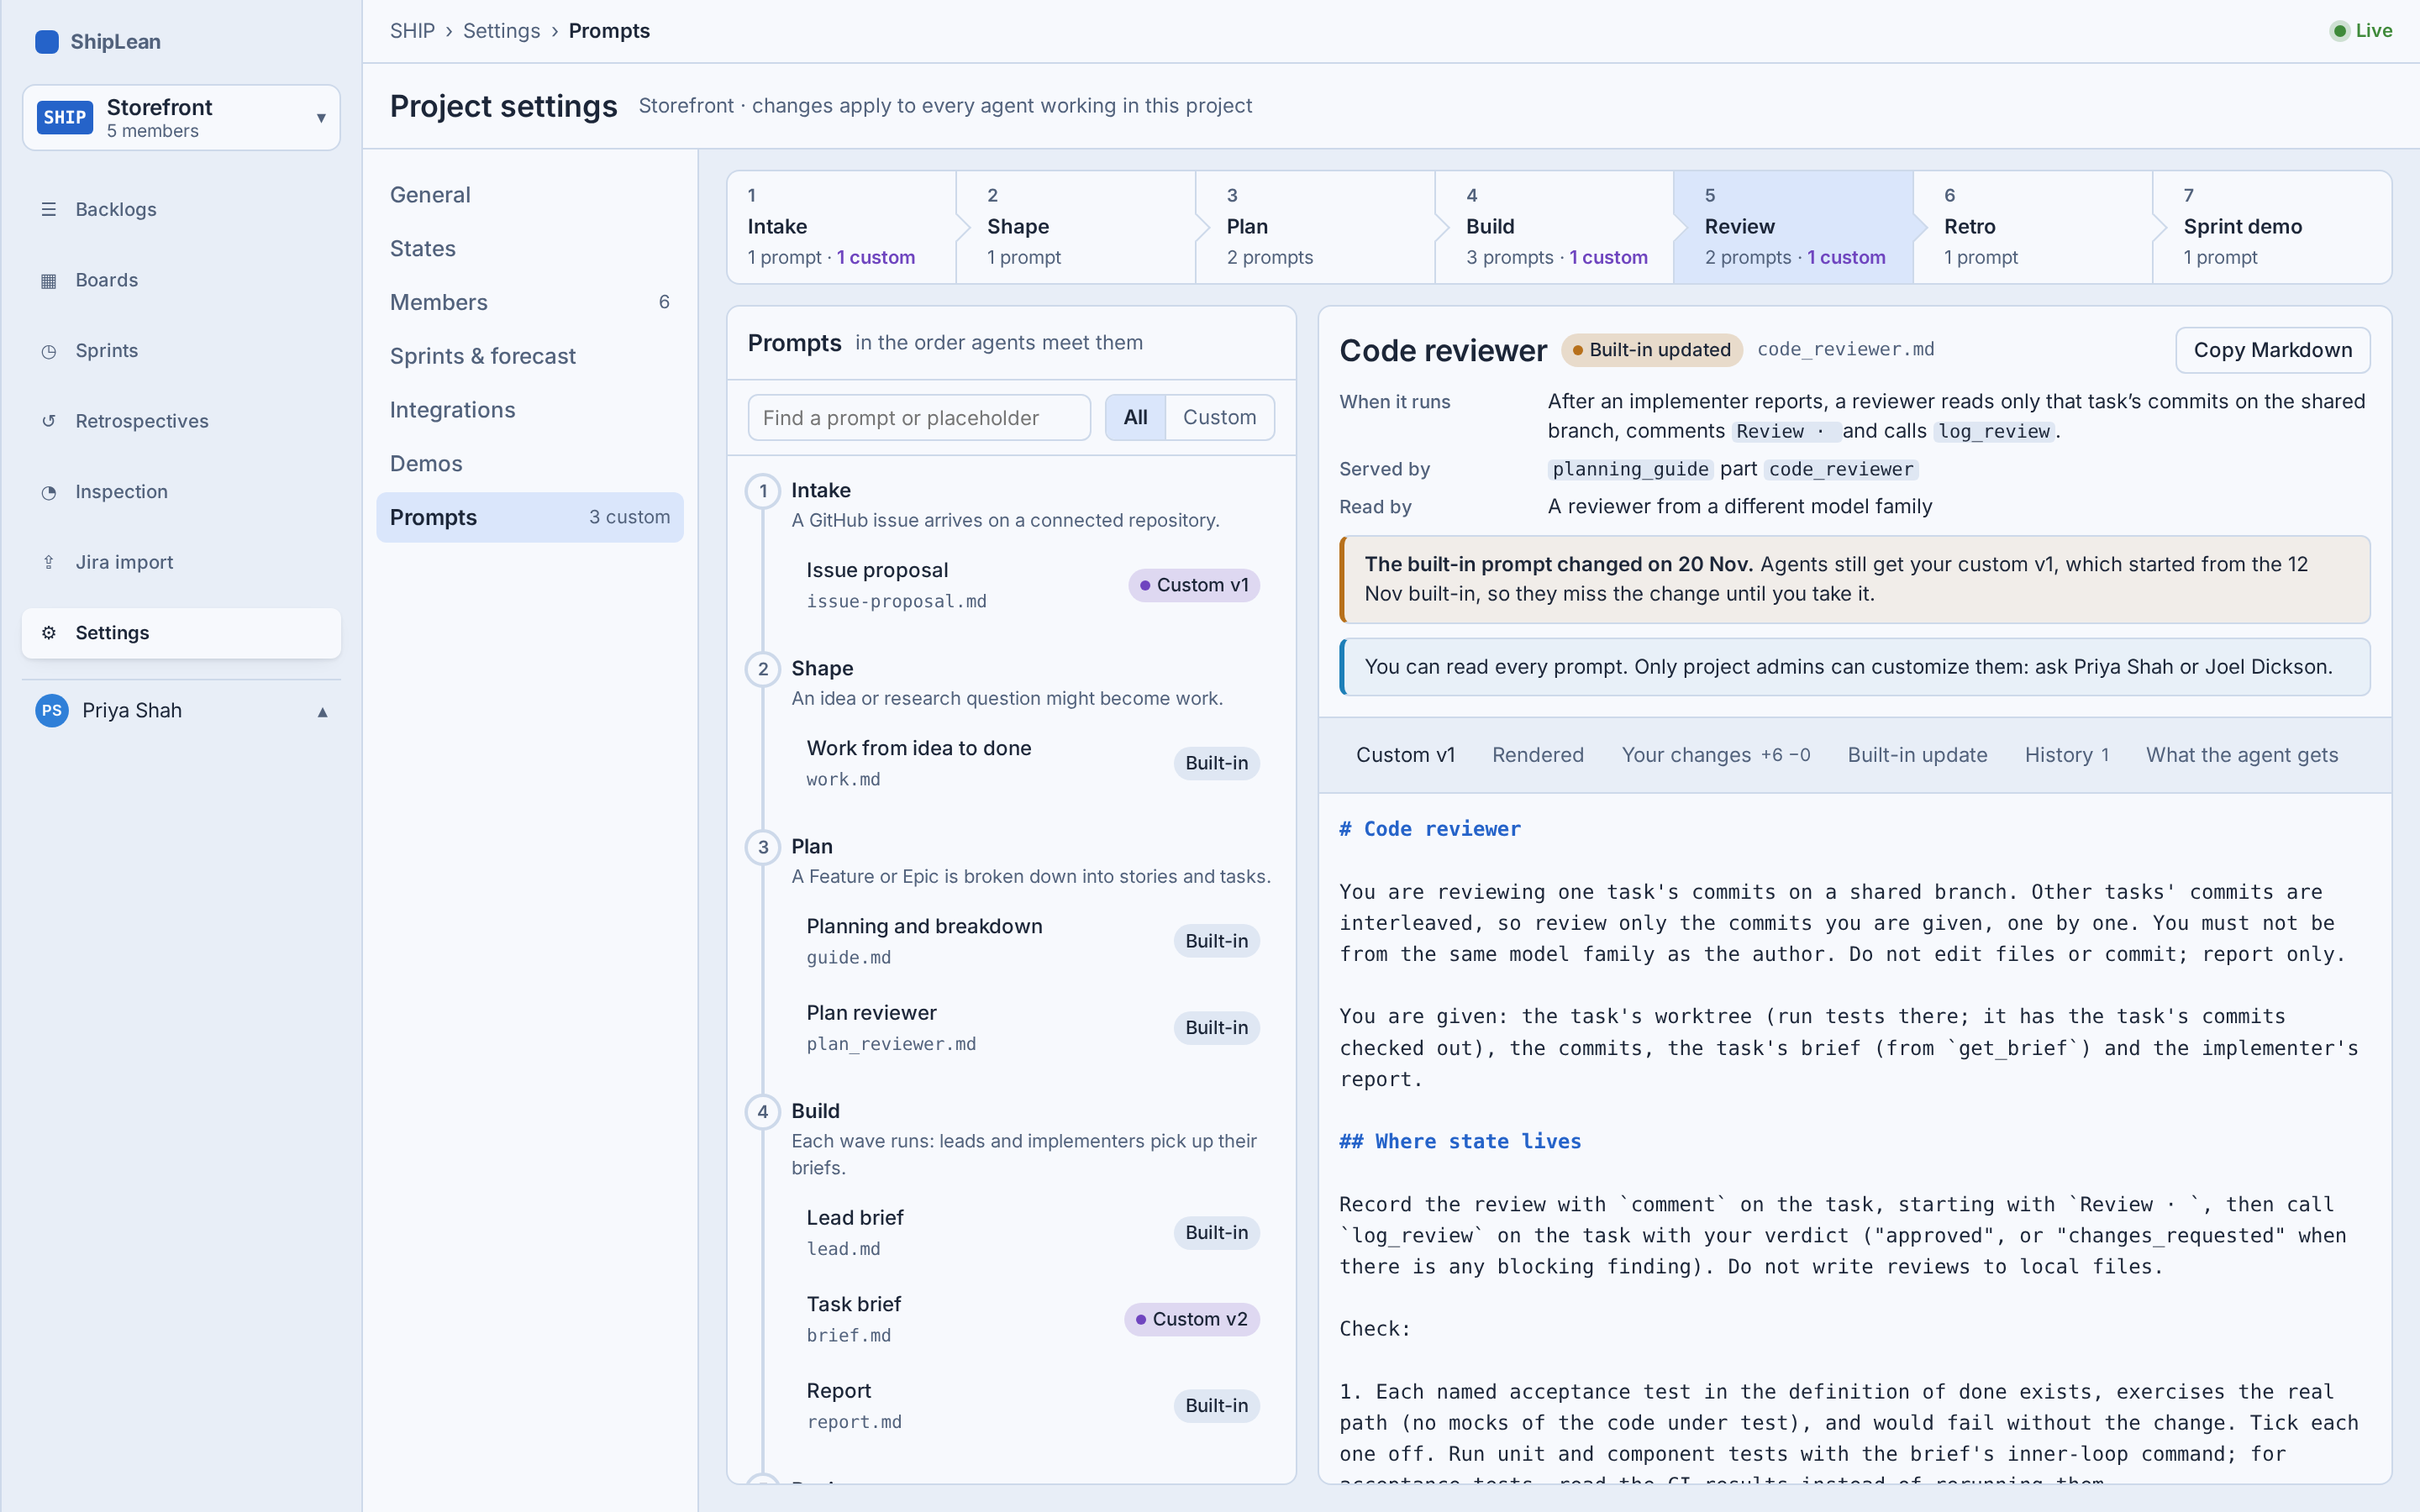 ShipLean
SHIP
Storefront
5 members
Backlogs
Boards
Sprints
Retrospectives
Inspection
Jira import
Settings
PS
Priya Shah
SHIP › Settings › Prompts
Live
Project settings
Storefront · changes apply to every agent working in this project
General
States
Members 6
Sprints & forecast
Integrations
Demos
Prompts 3 custom
1
Intake
1 prompt · 1 custom
2
Shape
1 prompt
3
Plan
2 prompts
4
Build
3 prompts · 1 custom
5
Review
2 prompts · 1 custom
6
Retro
1 prompt
7
Sprint demo
1 prompt
Prompts in the order agents meet them
Find a prompt or placeholder
All
Custom
1 Intake
A GitHub issue arrives on a connected repository.
Issue proposal
issue-proposal.md
Custom v1
2 Shape
An idea or research question might become work.
Work from idea to done
work.md
Built-in
3 Plan
A Feature or Epic is broken down into stories and tasks.
Planning and breakdown
guide.md
Built-in
Plan reviewer
plan_reviewer.md
Built-in
4 Build
Each wave runs: leads and implementers pick up their
briefs.
Lead brief
lead.md
Built-in
Task brief
brief.md
Custom v2
Report
report.md
Built-in
Code reviewer
Built-in updated
code_reviewer.md
Copy Markdown
When it runs
After an implementer reports, a reviewer reads only that task’s commits on the shared
branch, comments Review · and calls log_review.
Served by
planning_guide part code_reviewer
Read by
A reviewer from a different model family
The built-in prompt changed on 20 Nov. Agents still get your custom v1, which started from the 12
Nov built-in, so they miss the change until you take it.
You can read every prompt. Only project admins can customize them: ask Priya Shah or Joel Dickson.
Custom v1
Rendered
Your changes +6 −0
Built-in update
History 1
What the agent gets
# Code reviewer
You are reviewing one task's commits on a shared branch. Other tasks' commits are
interleaved, so review only the commits you are given, one by one. You must not be
from the same model family as the author. Do not edit files or commit; report only.
You are given: the task's worktree (run tests there; it has the task's commits
checked out), the commits, the task's brief (from `get_brief`) and the implementer's
report.
## Where state lives
Record the review with `comment` on the task, starting with `Review · `, then call
`log_review` on the task with your verdict ("approved", or "changes_requested" when
there is any blocking finding). Do not write reviews to local files.
Check:
1. Each named acceptance test in the definition of done exists, exercises the real
path (no mocks of the code under test), and would fail without the change. Tick each
one off. Run unit and component tests with the brief's inner-loop command; for
acceptance tests, read the CI results instead of rerunning them.